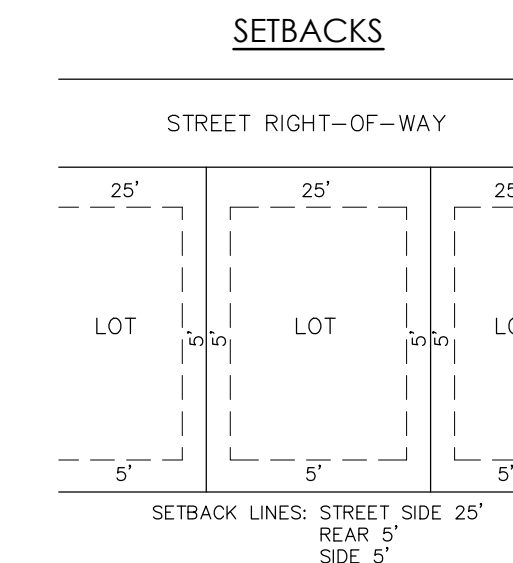 SETBACKS
STREET RIGHT-OF-WAY
25' 25' 25
LOT LOT LO
5' 5' 5' 5'
5' 5' 5'
SETBACK LINES: STREET SIDE 25'
REAR 5'
SIDE 5'